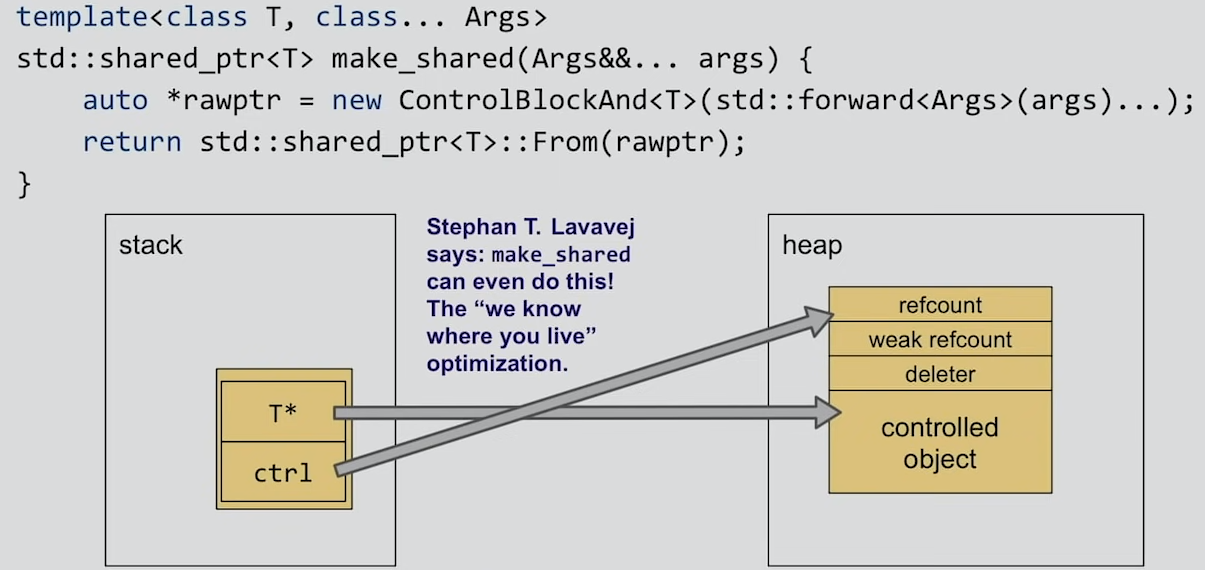 template<class T, class... Args>
std::shared_ptr<T> make_shared(Args&&... args) {
    auto *rawptr = new ControlBlockAnd<T>(std::forward<Args>(args)...);
    return std::shared_ptr<T>::From(rawptr);
}
stack
Stephan T. Lavavej
says: make_shared
can even do this!
The “we know
where you live”
optimization.
T*
ctrl
heap
refcount
weak refcount
deleter
controlled
object